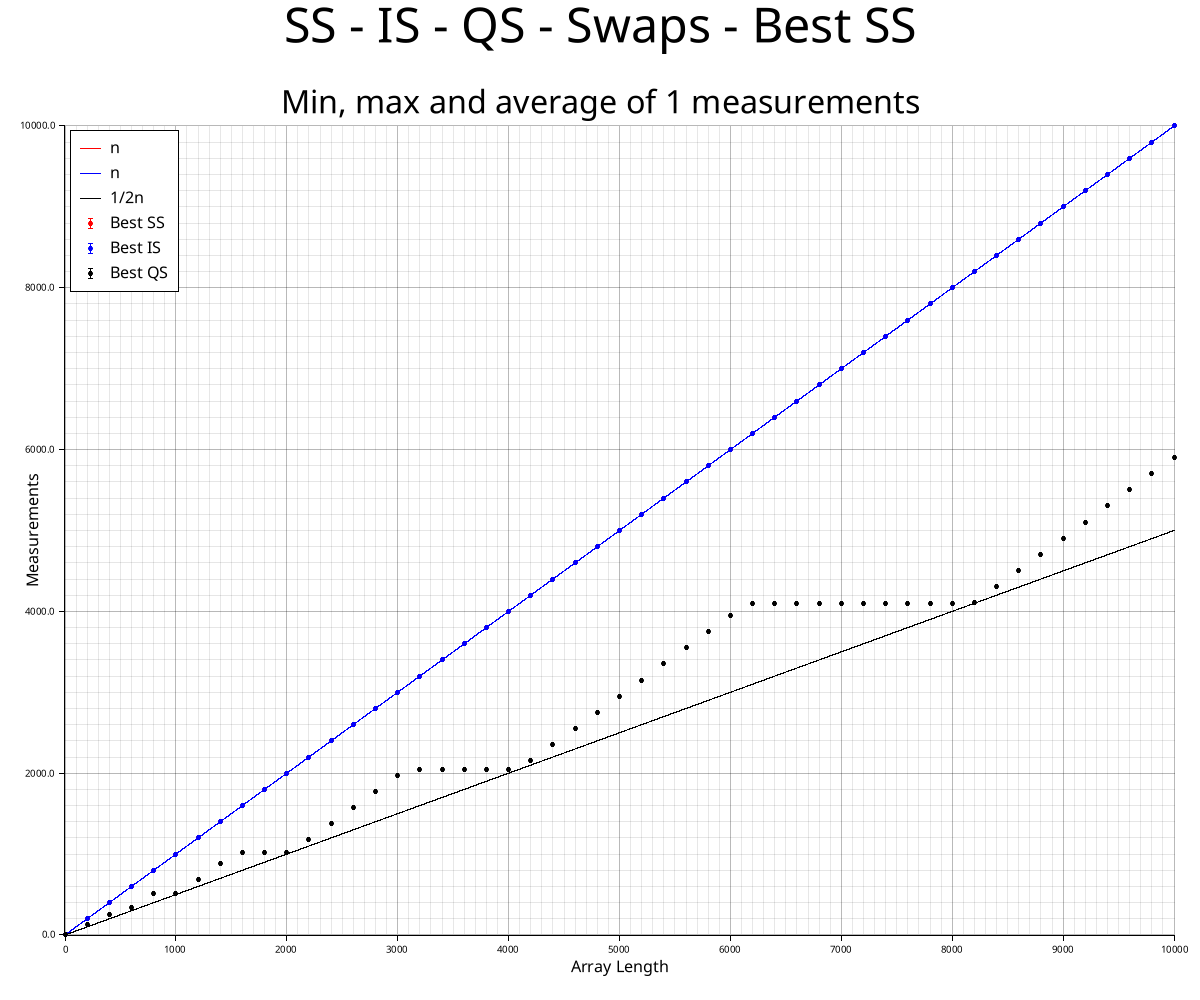 SS - IS - QS - Swaps - Best SS
Min, max and average of 1 measurements
10000.0
8000.0
6000.0
4000.0
2000.0
0.0
Measurements
n
n
1/2n
Best SS
Best IS
Best QS
0 1000 2000 3000 4000 5000 6000 7000 8000 9000 10000
Array Length